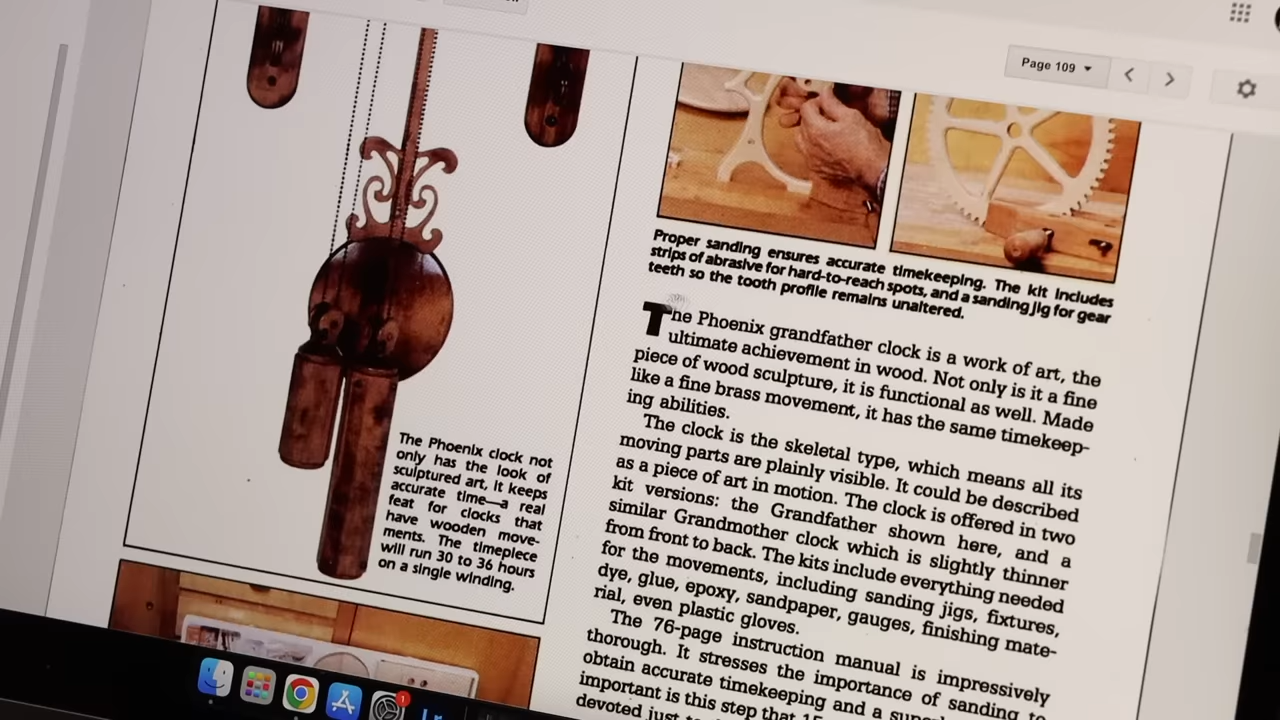 Page 109
Proper sanding ensures accurate timekeeping. The kit includes
strips of abrasive for hard-to-reach spots, and a sanding jig for gear
teeth so the tooth profile remains unaltered.
The Phoenix grandfather clock is a work of art, the
ultimate achievement in wood. Not only is it a fine
piece of wood sculpture, it is functional as well. Made
like a fine brass movement, it has the same timekeep-
ing abilities.
The clock is the skeletal type, which means all its
moving parts are plainly visible. It could be described
as a piece of art in motion. The clock is offered in two
kit versions: the Grandfather shown here, and a
similar Grandmother clock which is slightly thinner
from front to back. The kits include everything needed
for the movements, including sanding jigs, fixtures,
dye, glue, epoxy, sandpaper, gauges, finishing mate-
rial, even plastic gloves.
The 76-page instruction manual is impressively
thorough. It stresses the importance of sanding to
obtain accurate timekeeping and a
important is this step that 15
devoted just
The Phoenix clock not
only has the look of
sculptured art, it keeps
accurate time—a real
feat for clocks that
have wooden move-
ments. The timepiece
will run 30 to 36 hours
on a single winding.
1